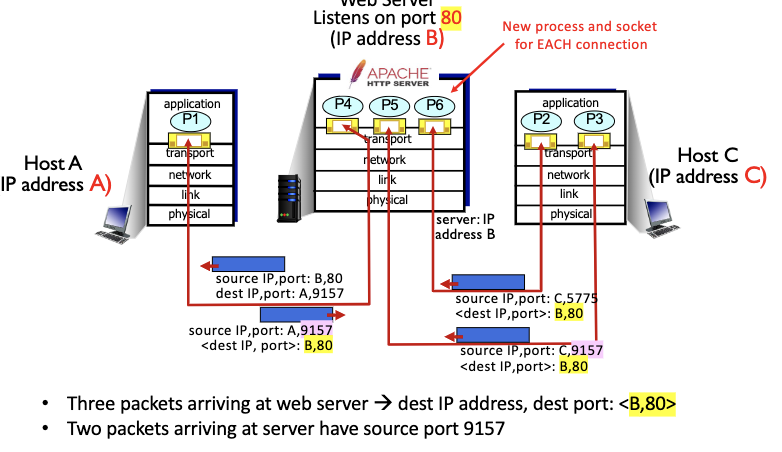 Web Server
Listens on port 80
(IP address B)
New process and socket
for EACH connection
APACHE
HTTP SERVER
application
P1
transport
network
link
physical
Host A
IP address A)
P4
P5
P6
transport
network
link
physical
server: IP
address B
application
P2
P3
transport
network
link
physical
Host C
(IP address C)
source IP,port: B,80
dest IP,port: A,9157
source IP,port: A,9157
<dest IP, port>: B,80
source IP,port: C,5775
<dest IP,port>: B,80
source IP,port: C,9157
<dest IP,port>: B,80
• Three packets arriving at web server → dest IP address, dest port: <B,80>
• Two packets arriving at server have source port 9157